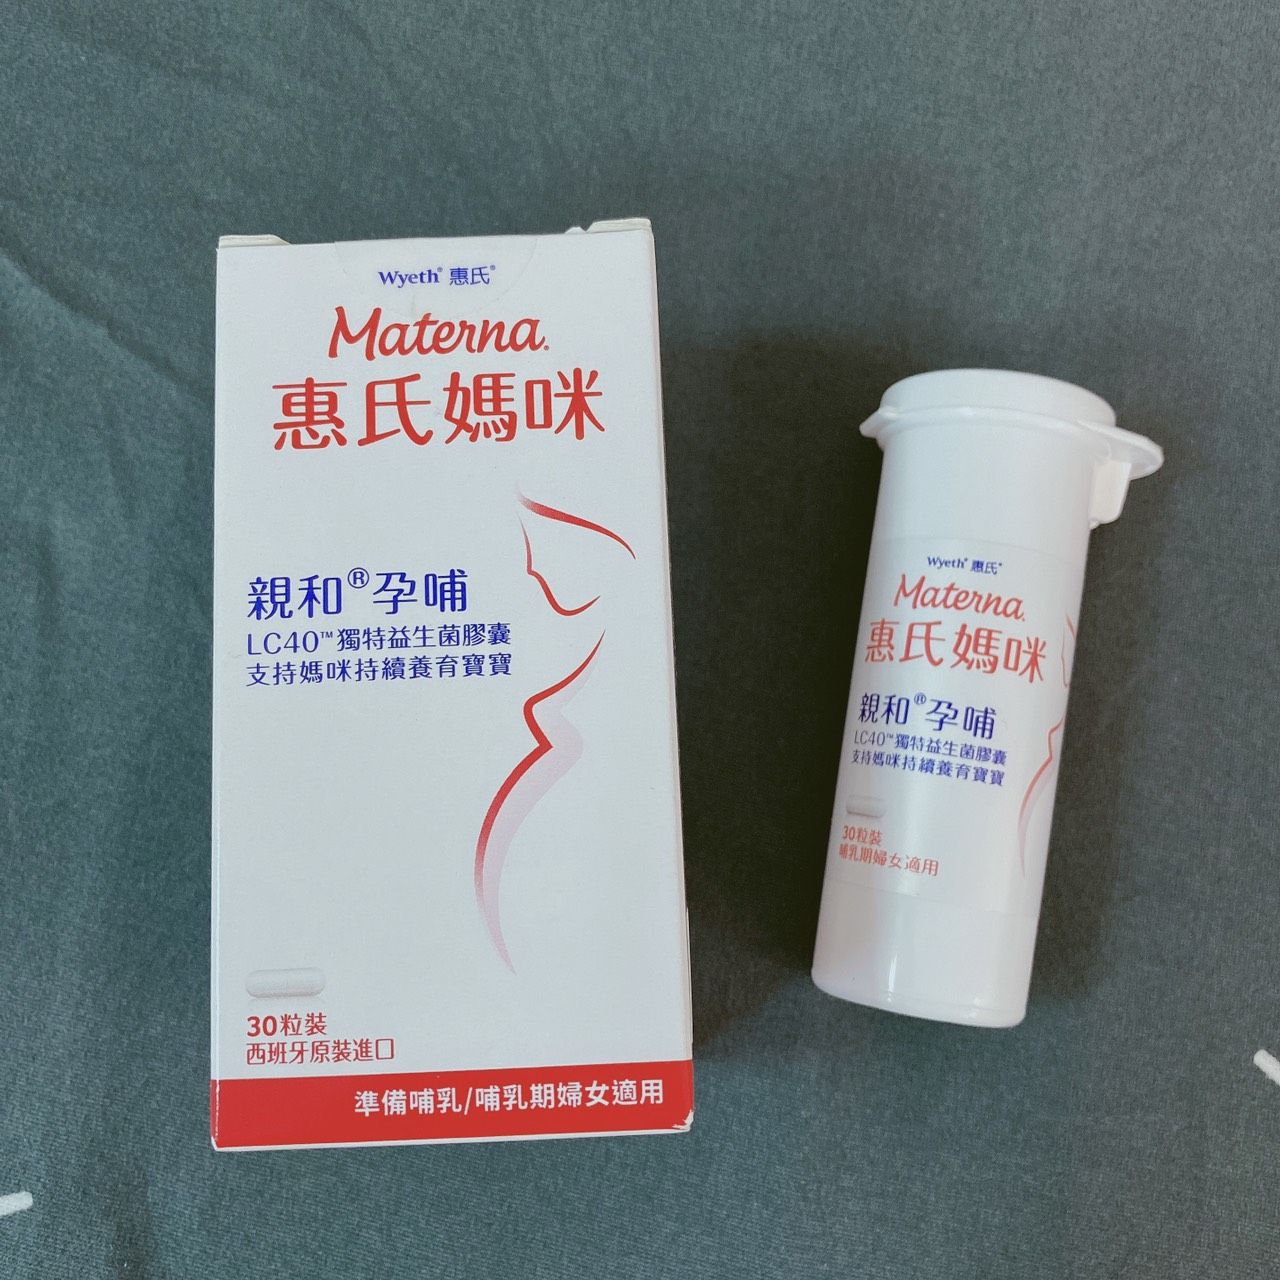 Wyeth® 惠氏®
Materna®
惠氏媽咪
親和®孕哺
LC40™獨特益生菌膠囊
支持媽咪持續養育寶寶
30粒裝
西班牙原裝進口
準備哺乳/哺乳期婦女適用
Wyeth® 惠氏®
Materna®
惠氏媽咪
親和®孕哺
LC40™獨特益生菌膠囊
支持媽咪持續養育寶寶
30粒裝
哺乳期婦女適用